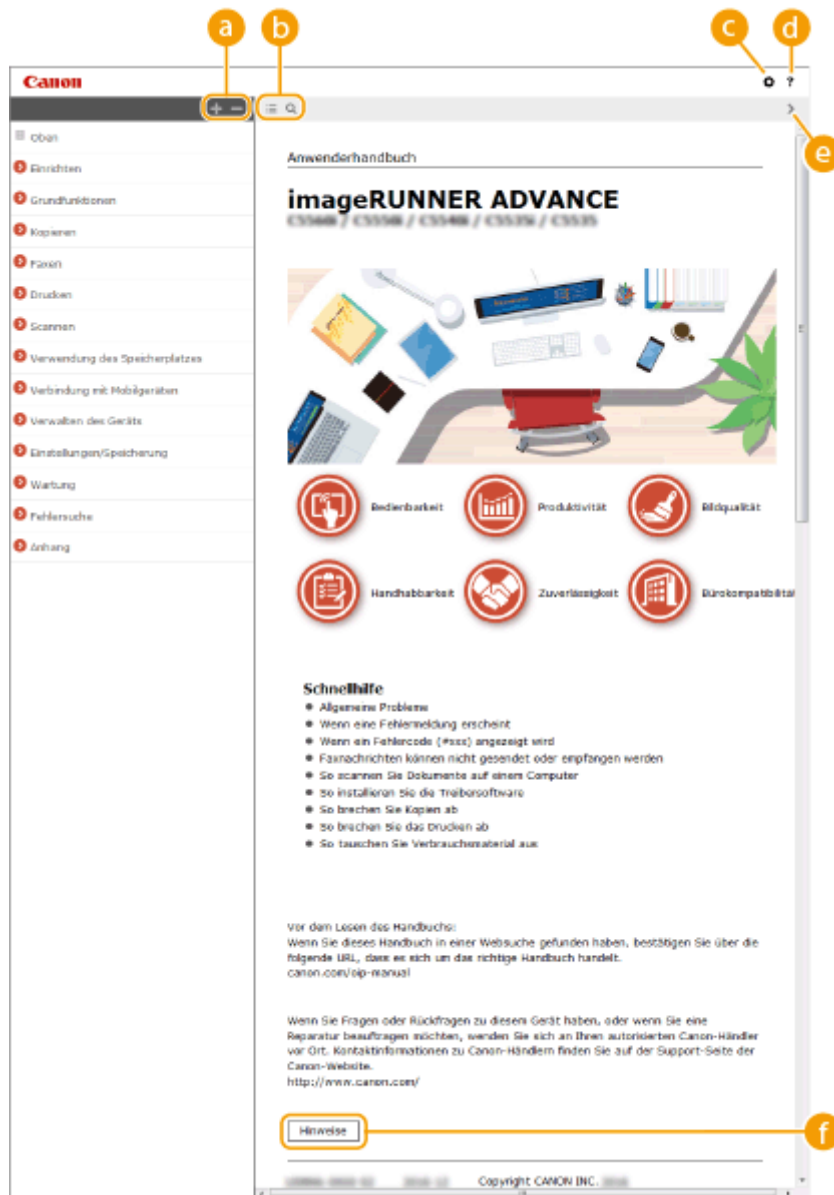 a
b
c
d
Canon
?
e
Oben
Einrichten
Grundfunktionen
Kopieren
Faxen
Drucken
Scannen
Verwendung des Speicherplatzes
Verbindung mit Mobilgeräten
Verwalten des Geräts
Einstellungen/Speicherung
Wartung
Fehlersuche
Anhang
Anwenderhandbuch
imageRUNNER ADVANCE
C5560i / C5550i / C5540i / C5535i / C5535
Bedienbarkeit
Produktivität
Bildqualität
Handhabbarkeit
Zuverlässigkeit
Bürokompatibilität
Schnellhilfe
Allgemeine Probleme
Wenn eine Fehlermeldung erscheint
Wenn ein Fehlercode (#xxx) angezeigt wird
Faxnachrichten können nicht gesendet oder empfangen werden
So scannen Sie Dokumente auf einem Computer
So installieren Sie die Treibersoftware
So brechen Sie Kopien ab
So brechen Sie das Drucken ab
So tauschen Sie Verbrauchsmaterial aus
Vor dem Lesen des Handbuchs:
Wenn Sie dieses Handbuch in einer Websuche gefunden haben, bestätigen Sie über die
folgende URL, dass es sich um das richtige Handbuch handelt.
canon.com/oip-manual
Wenn Sie Fragen oder Rückfragen zu diesem Gerät haben, oder wenn Sie eine
Reparatur beauftragen möchten, wenden Sie sich an Ihren autorisierten Canon-Händler
vor Ort. Kontaktinformationen zu Canon-Händlern finden Sie auf der Support-Seite der
Canon-Website.
http://www.canon.com/
Hinweise
f
Copyright CANON INC.